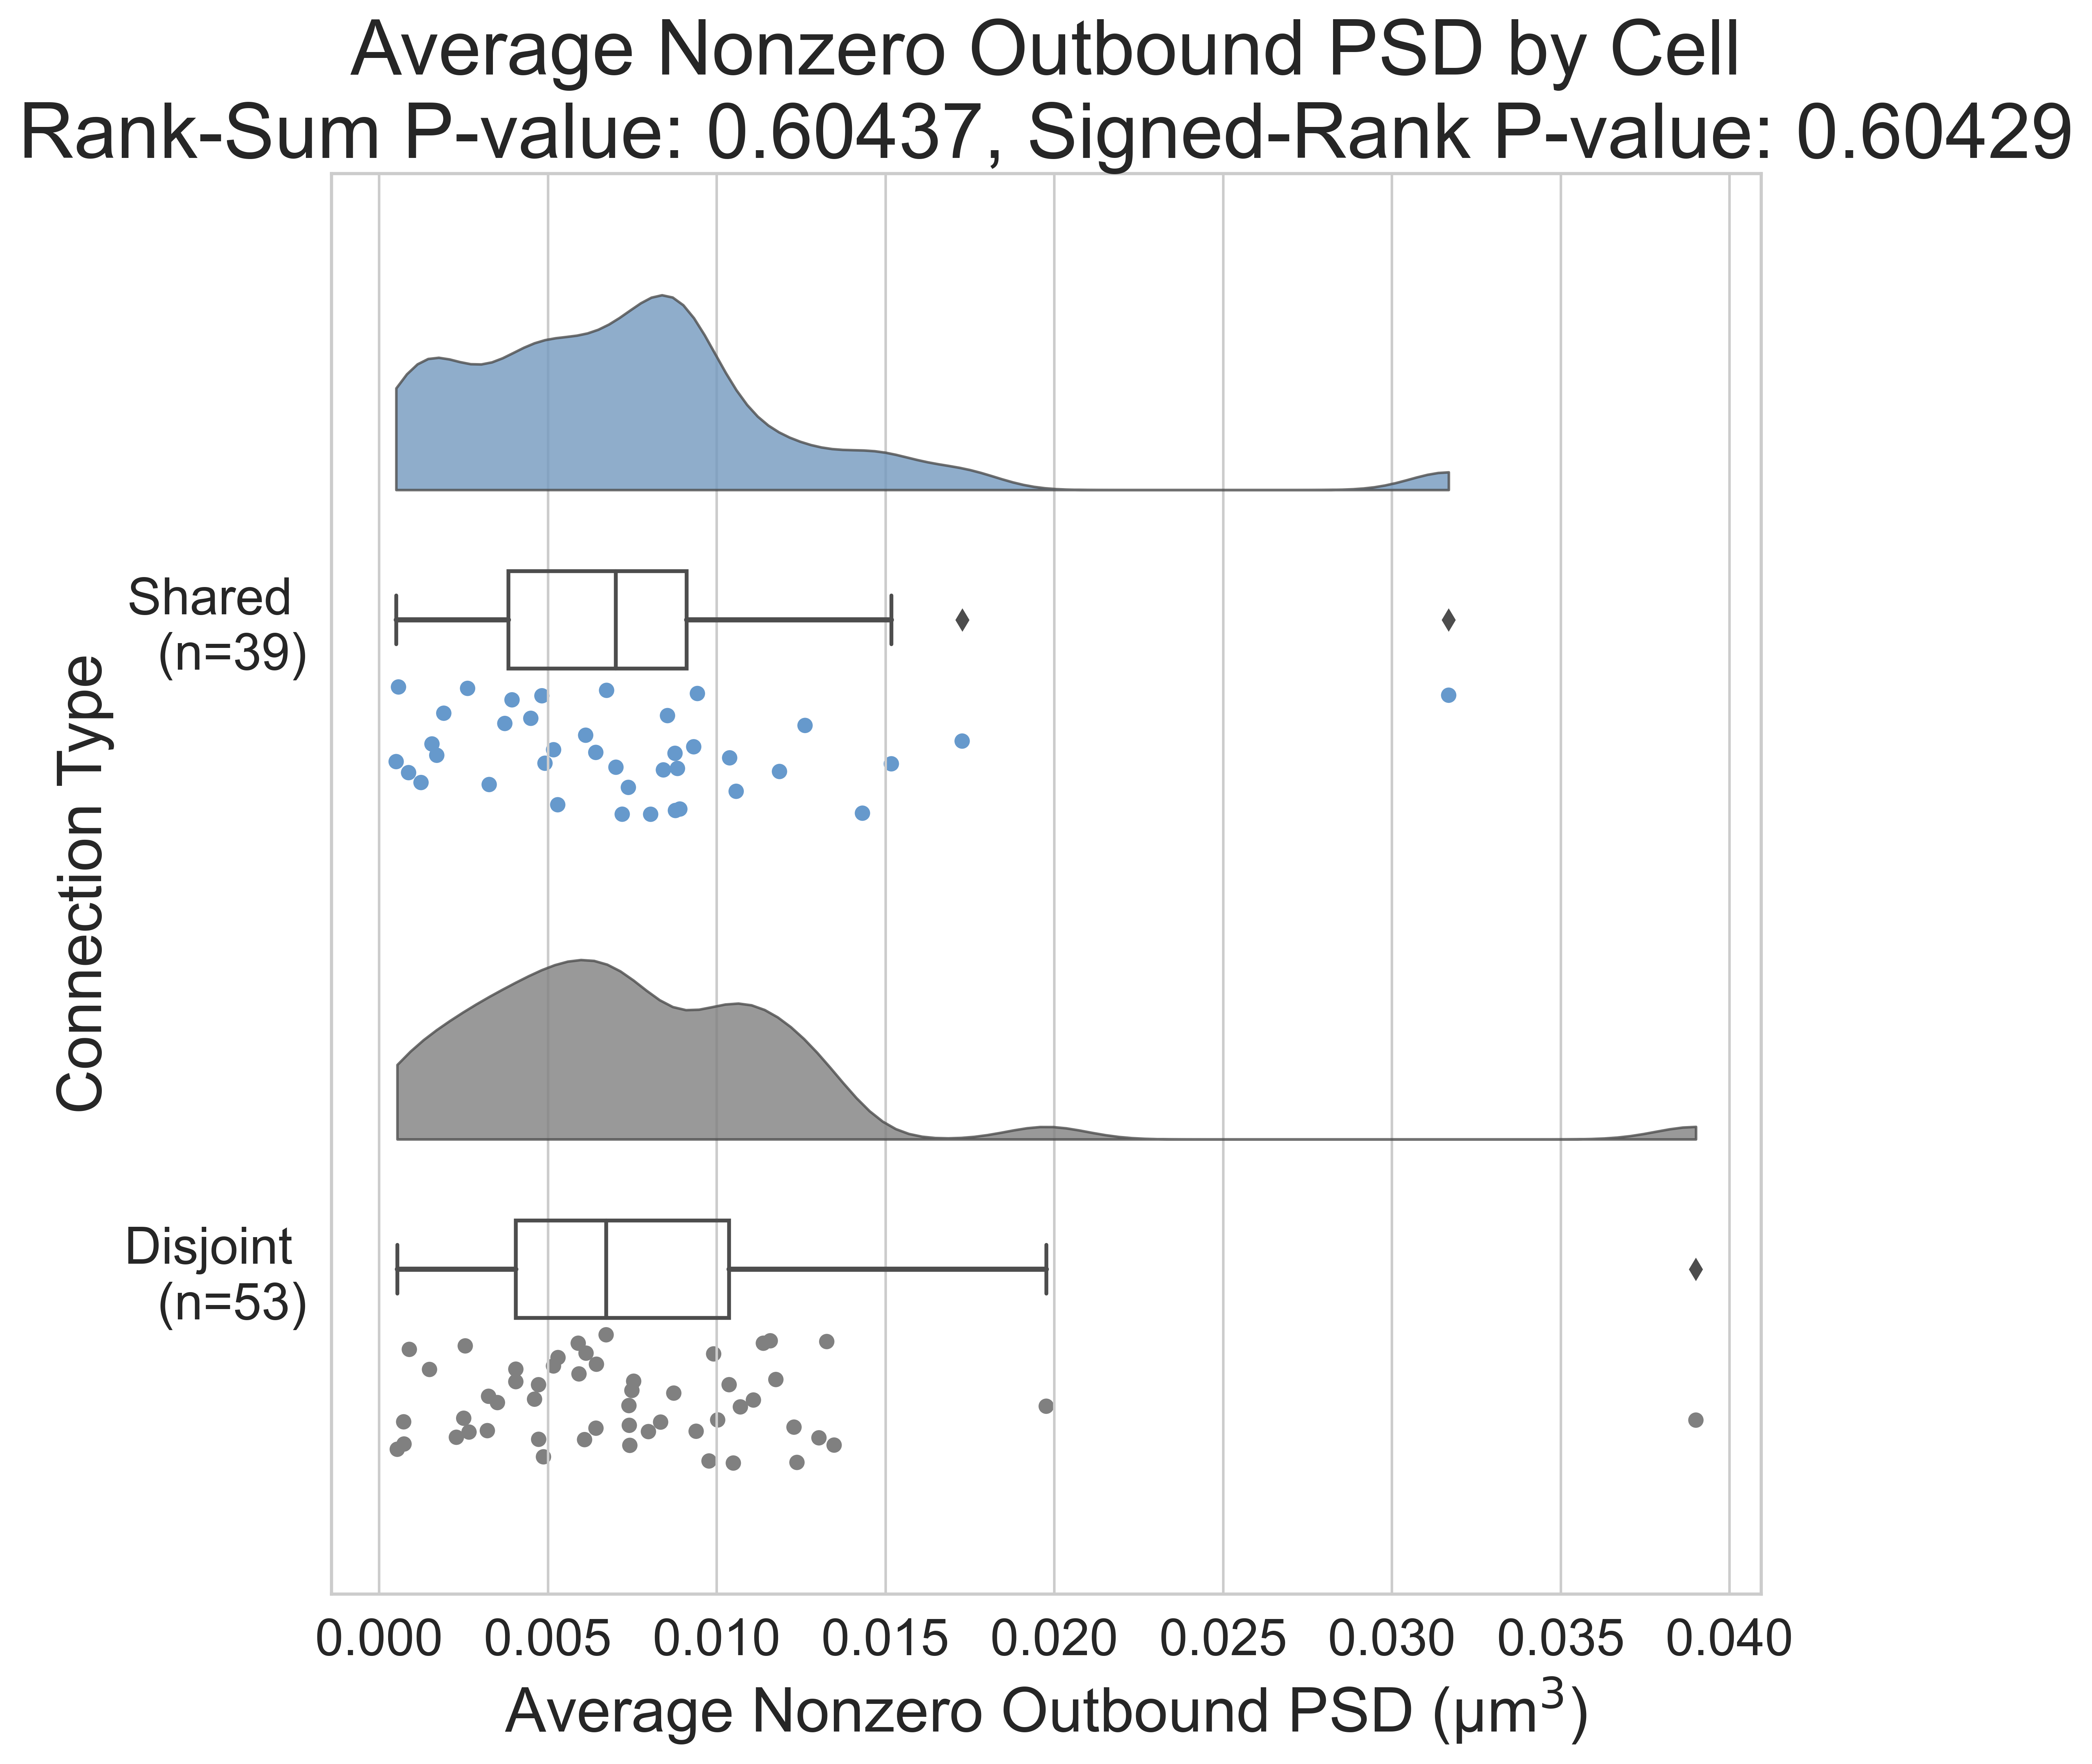 Average Nonzero Outbound PSD by Cell
Rank-Sum P-value: 0.60437, Signed-Rank P-value: 0.60429
Connection Type
Shared
(n=39)
Disjoint
(n=53)
0.000 0.005 0.010 0.015 0.020 0.025 0.030 0.035 0.040
Average Nonzero Outbound PSD (μm³)